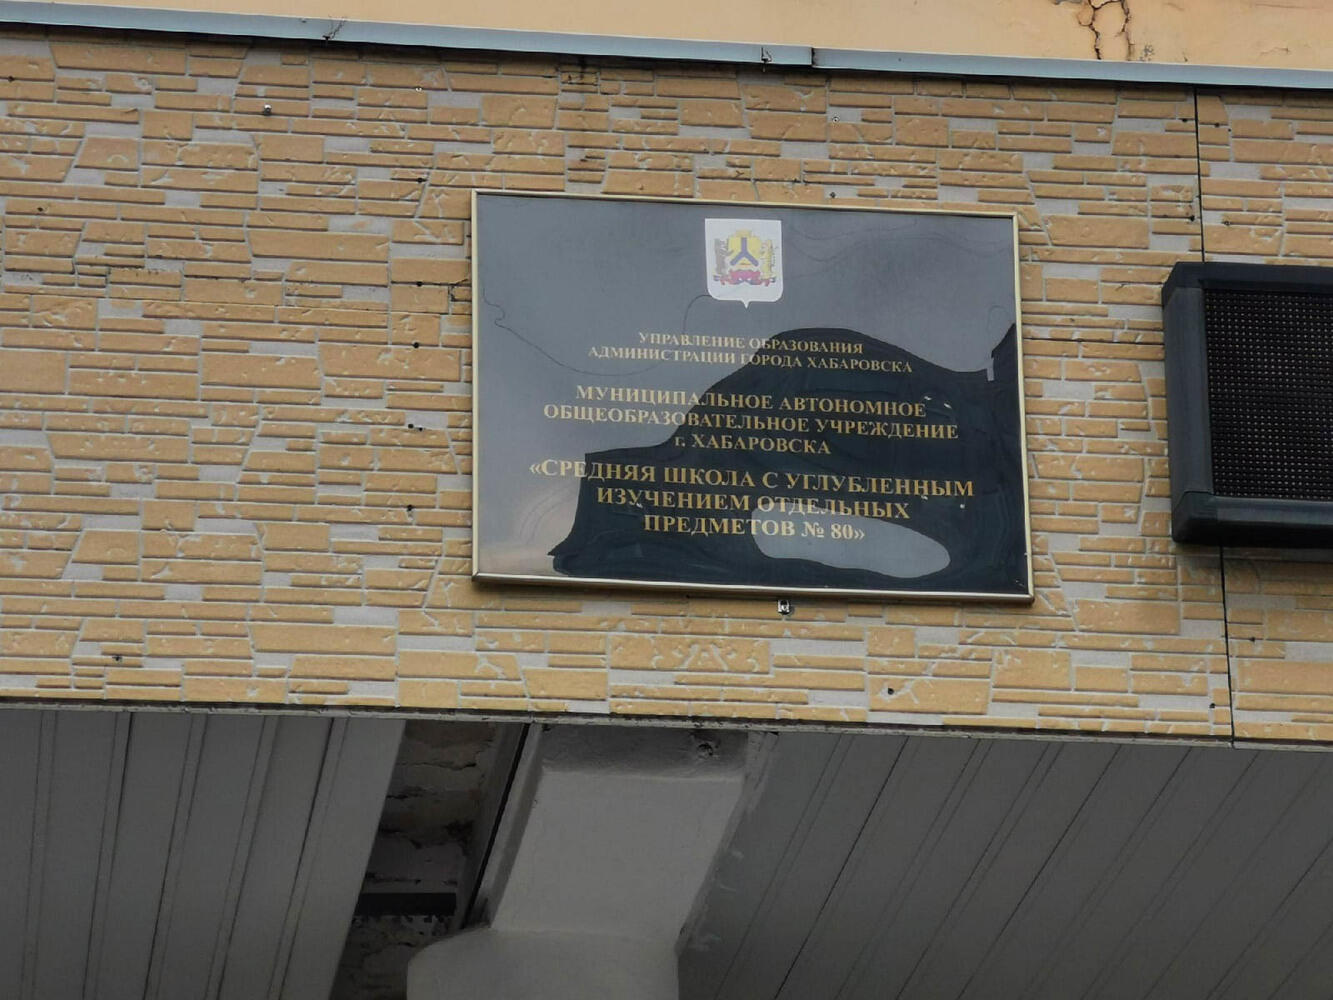 УПРАВЛЕНИЕ ОБРАЗОВАНИЯ
АДМИНИСТРАЦИИ ГОРОДА ХАБАРОВСКА
МУНИЦИПАЛЬНОЕ АВТОНОМНОЕ
ОБЩЕОБРАЗОВАТЕЛЬНОЕ УЧРЕЖДЕНИЕ
г. ХАБАРОВСКА
«СРЕДНЯЯ ШКОЛА С УГЛУБЛЕННЫМ
ИЗУЧЕНИЕМ ОТДЕЛЬНЫХ
ПРЕДМЕТОВ № 80»